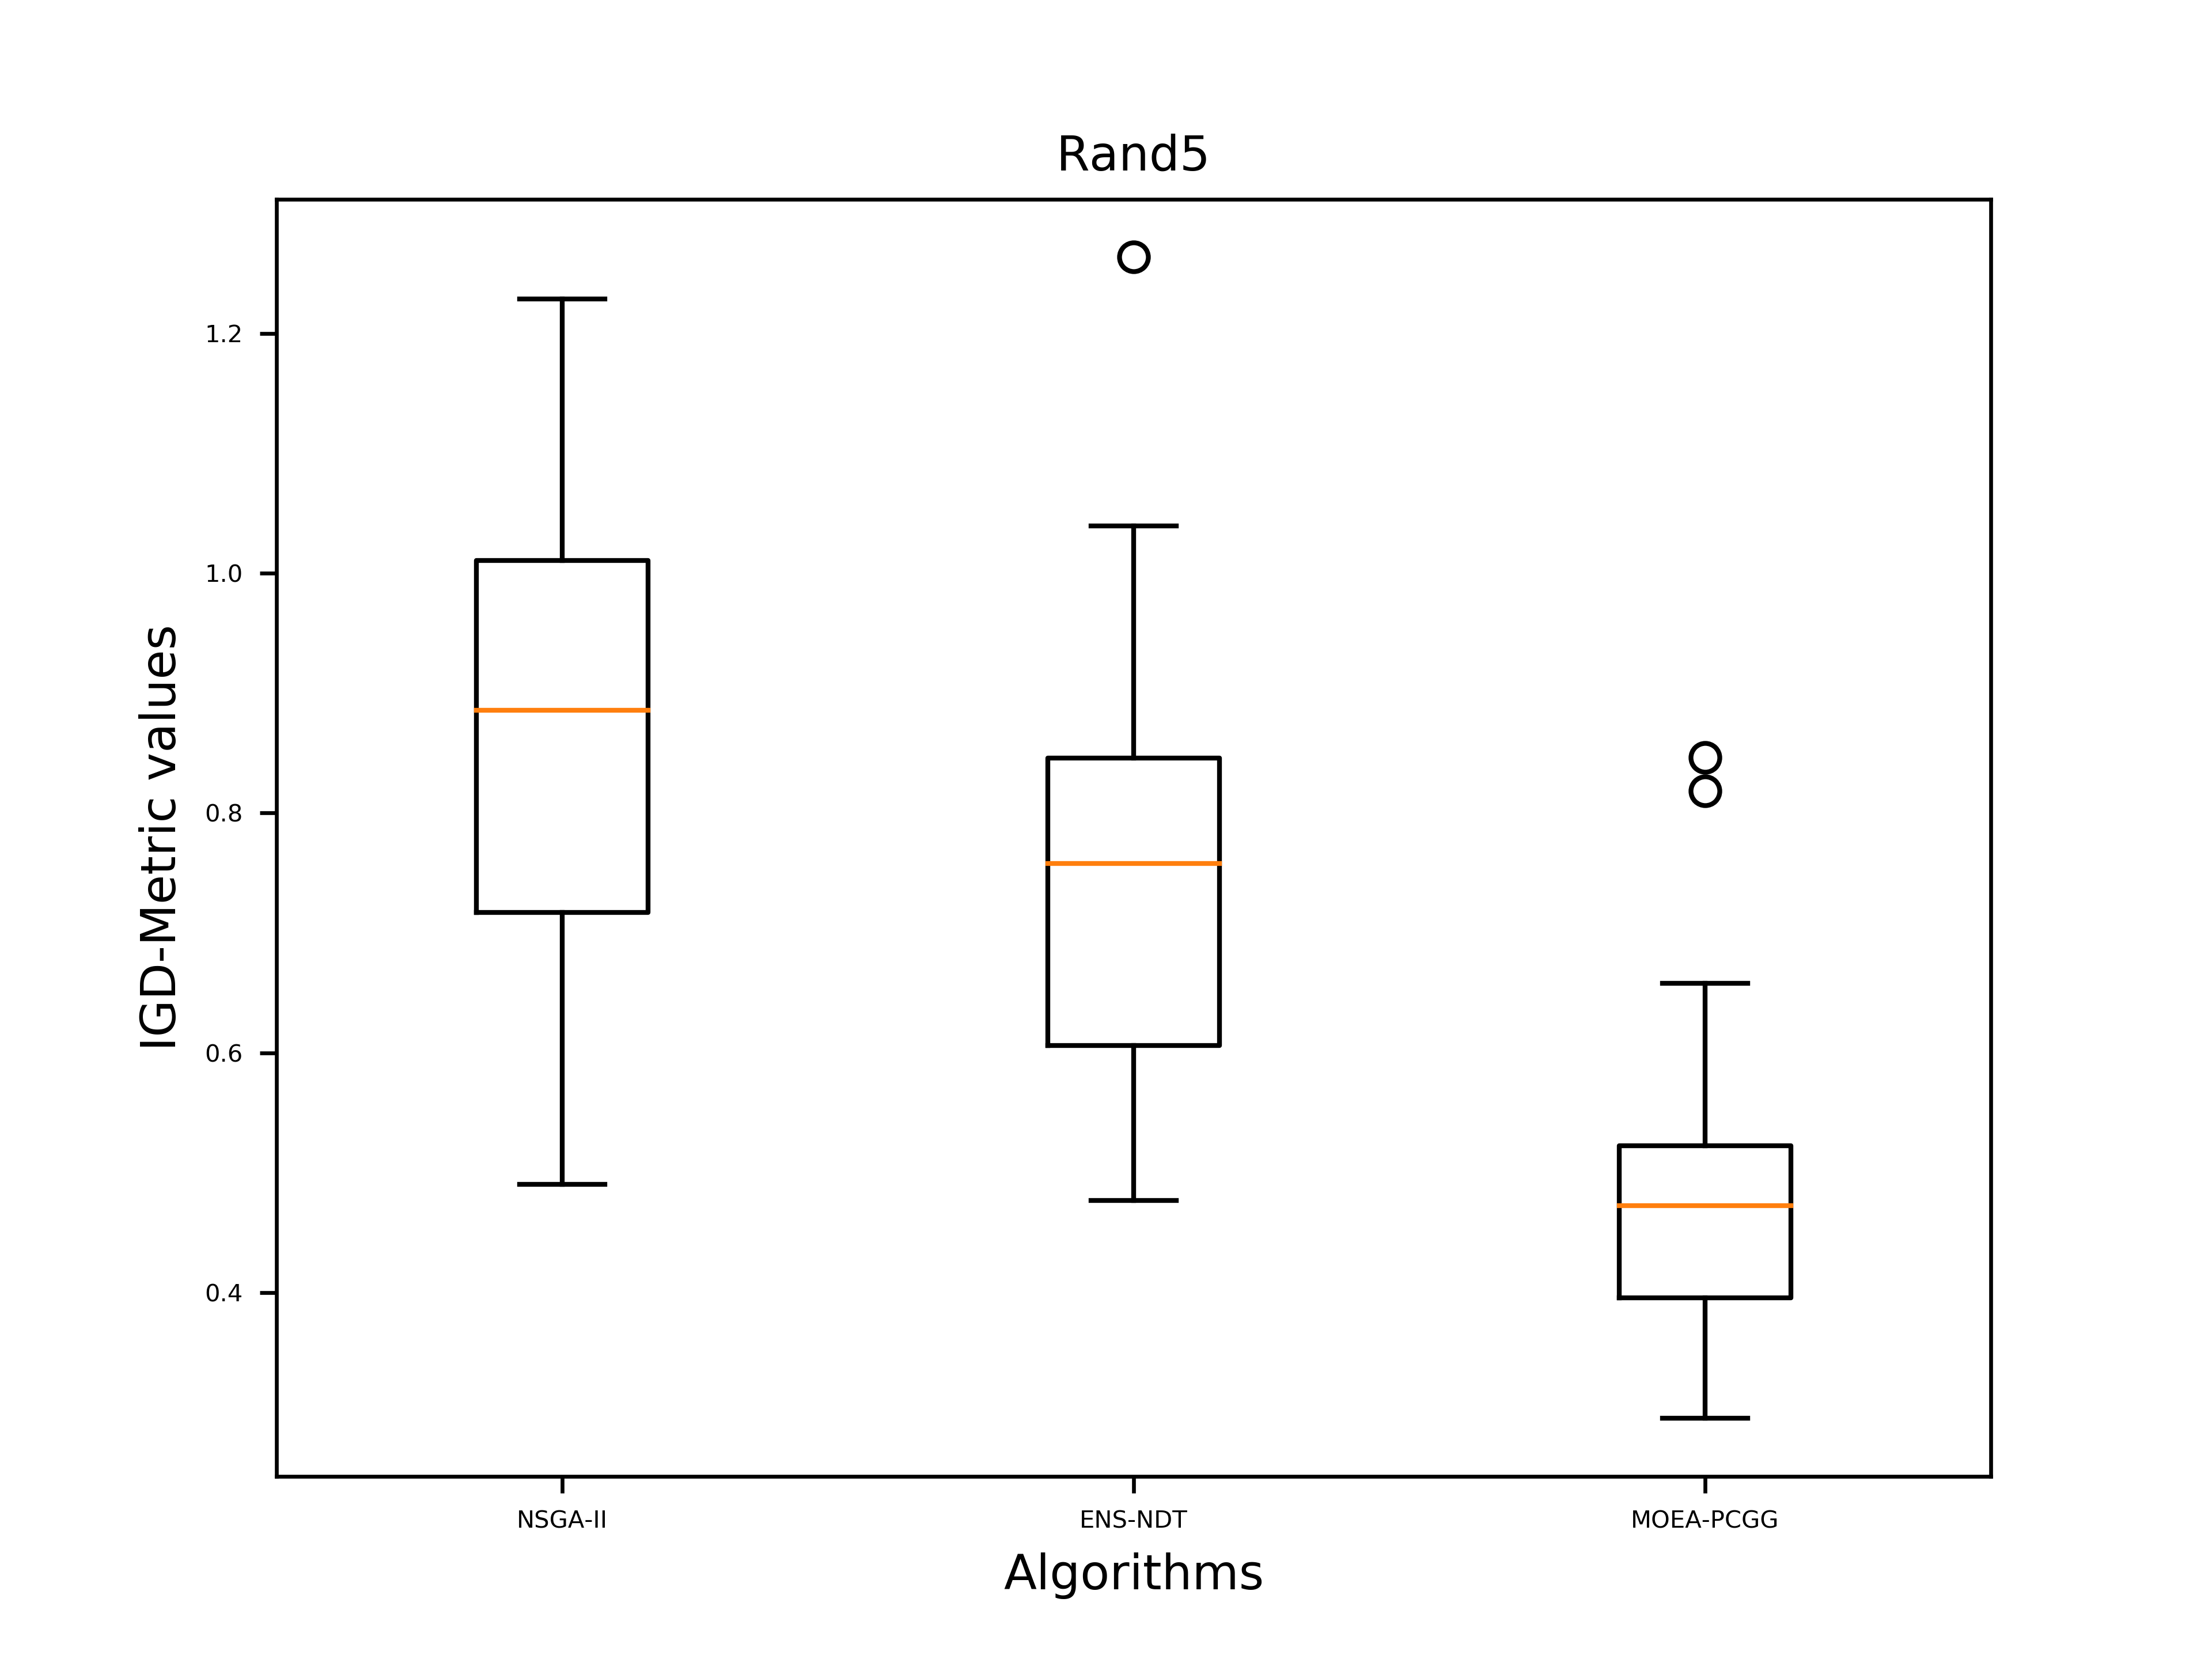 Rand5
IGD-Metric values
1.2
1.0
0.8
0.6
0.4
NSGA-II
ENS-NDT
MOEA-PCGG
Algorithms